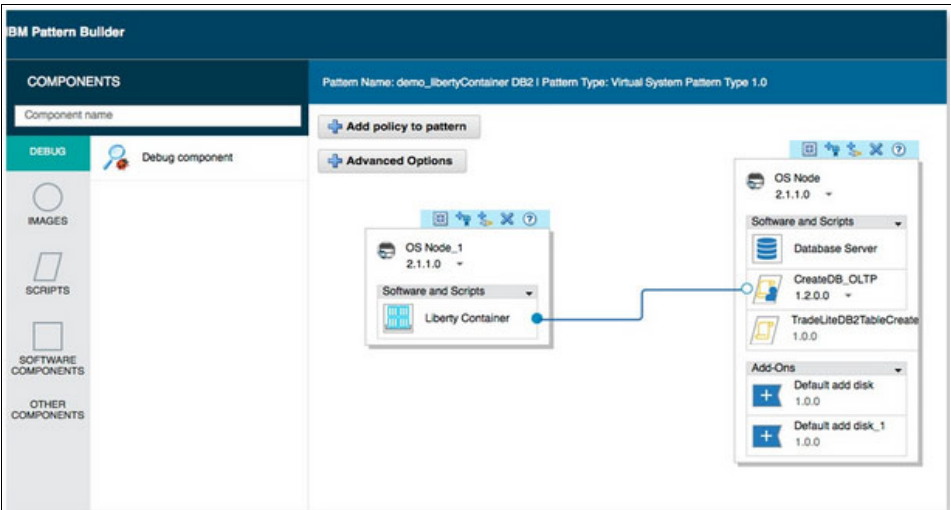 IBM Pattern Builder
COMPONENTS
Component name
DEBUG
Debug component
IMAGES
SCRIPTS
SOFTWARE
COMPONENTS
OTHER
COMPONENTS
Pattern Name: demo_libertyContainer DB2 I Pattern Type: Virtual System Pattern Type 1.0
Add policy to pattern
Advanced Options
OS Node_1
2.1.1.0
Software and Scripts
Liberty Container
OS Node
2.1.1.0
Software and Scripts
Database Server
CreateDB_OLTP
1.2.0.0
TradeLiteDB2TableCreate
1.0.0
Add-Ons
Default add disk
1.0.0
Default add disk_1
1.0.0